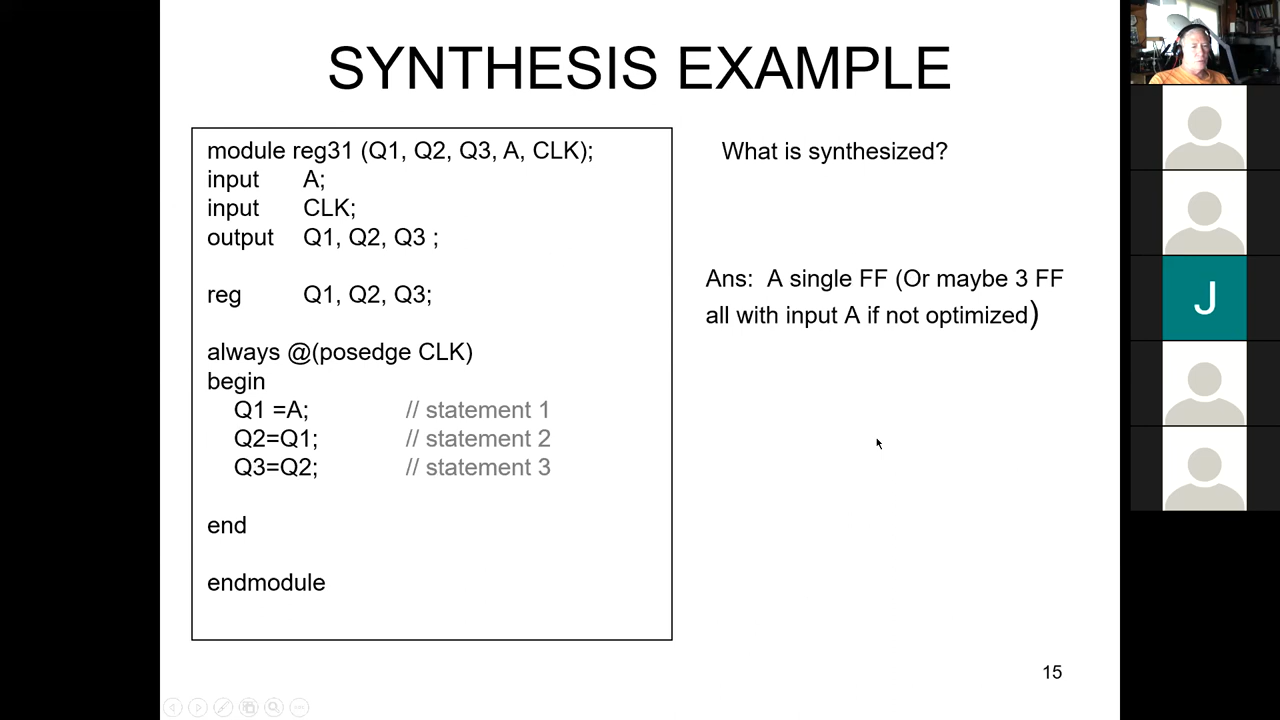 SYNTHESIS EXAMPLE
module reg31 (Q1, Q2, Q3, A, CLK);
input A;
input CLK;
output Q1, Q2, Q3 ;
reg Q1, Q2, Q3;
always @(posedge CLK)
begin
Q1 =A; // statement 1
Q2=Q1; // statement 2
Q3=Q2; // statement 3
end
endmodule
What is synthesized?
Ans: A single FF (Or maybe 3 FF
all with input A if not optimized)
15
J